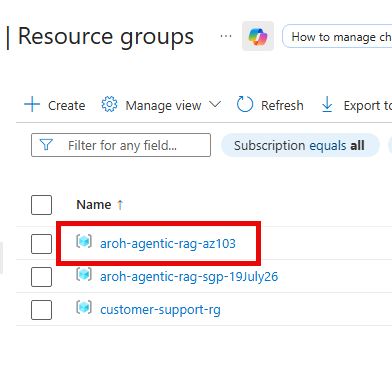 | Resource groups ... How to manage ch
+ Create Manage view Refresh Export to
Filter for any field... Subscription equals all
Name ↑
aroh-agentic-rag-az103
aroh-agentic-rag-sgp-19July26
customer-support-rg